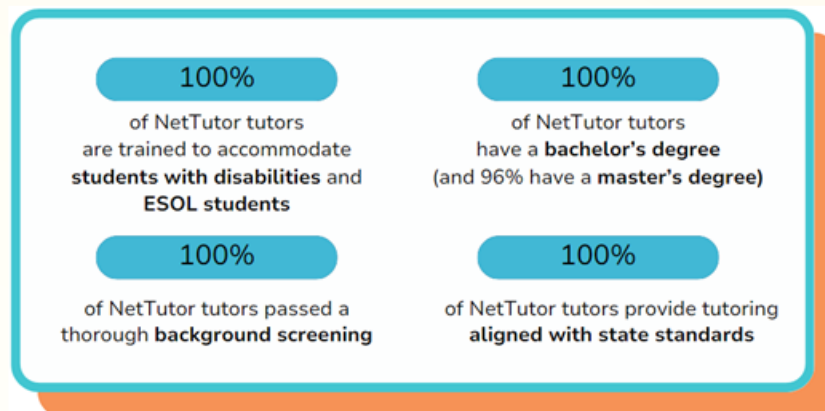 100%
of NetTutor tutors
are trained to accommodate
students with disabilities and
ESOL students
100%
of NetTutor tutors
have a bachelor’s degree
(and 96% have a master’s degree)
100%
of NetTutor tutors passed a
thorough background screening
100%
of NetTutor tutors provide tutoring
aligned with state standards